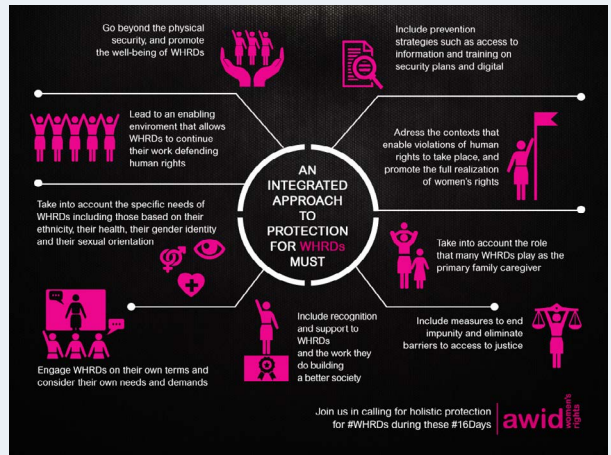 Go beyond the physical
security, and promote
the well-being of WHRDs
Include prevention
strategies such as access to
information and training on
security plans and digital
Lead to an enabling
enviroment that allows
WHRDs to continue
their work defending
human rights
Adress the contexts that
enable violations of human
rights to take place, and
promote the full realization
of women's rights
AN
INTEGRATED
APPROACH
TO
PROTECTION
FOR WHRDs
MUST
Take into account the specific needs of
WHRDs including those based on their
ethnicity, their health, their gender identity
and their sexual orientation
Take into account the role
that many WHRDs play as the
primary family caregiver
Engage WHRDs on their own terms and
consider their own needs and demands
Include recognition
and support to
WHRDs
and the work they
do building
a better society
Include measures to end
impunity and eliminate
barriers to access to justice
Join us in calling for holistic protection
for #WHRDs during these #16Days
awid
women's
rights